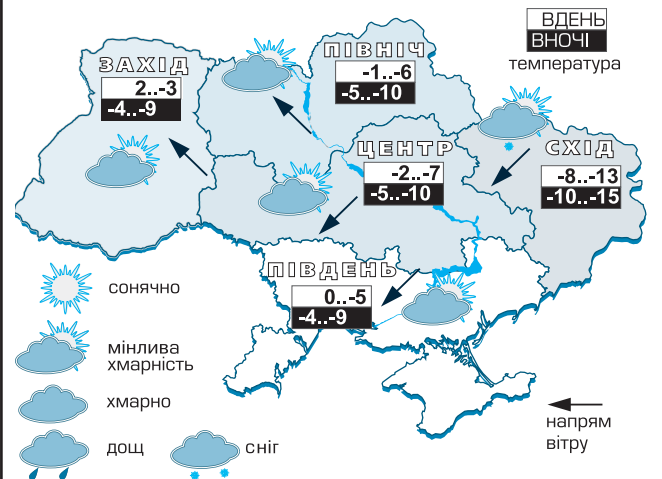 ВДЕНЬ
ВНОЧІ
температура
ПІВНІЧ
-1..-6
-5..-10
ЗАХІД
2..-3
-4..-9
ЦЕНТР
-2..-7
-5..-10
СХІД
-8..-13
-10..-15
ПІВДЕНЬ
0..-5
-4..-9
сонячно
мінлива
хмарність
хмарно
дощ
сніг
напрям
вітру